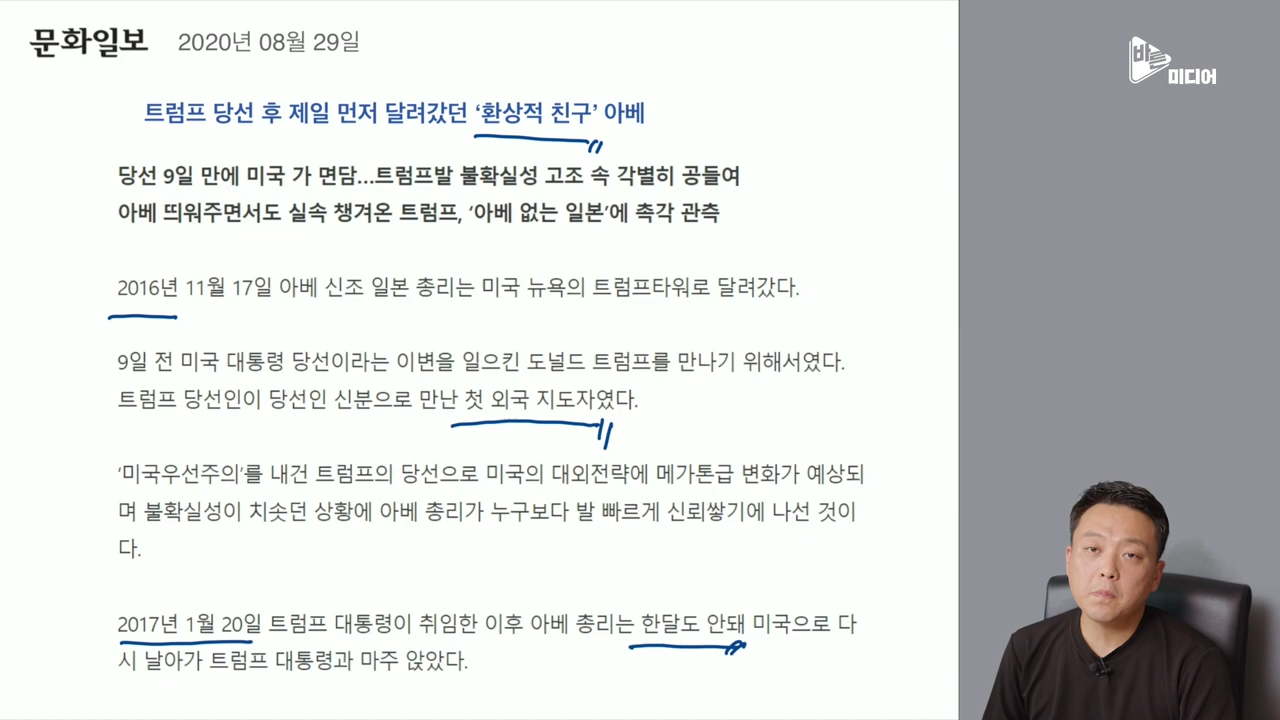 문화일보 2020년 08월 29일
바른
미디어
트럼프 당선 후 제일 먼저 달려갔던 ‘환상적 친구’ 아베
당선 9일 만에 미국 가 면담…트럼프발 불확실성 고조 속 각별히 공들여
아베 띄워주면서도 실속 챙겨온 트럼프, ‘아베 없는 일본’에 촉각 관측
2016년 11월 17일 아베 신조 일본 총리는 미국 뉴욕의 트럼프타워로 달려갔다.
9일 전 미국 대통령 당선이라는 이변을 일으킨 도널드 트럼프를 만나기 위해서였다.
트럼프 당선인이 당선인 신분으로 만난 첫 외국 지도자였다.
‘미국우선주의’를 내건 트럼프의 당선으로 미국의 대외전략에 메가톤급 변화가 예상되
며 불확실성이 치솟던 상황에 아베 총리가 누구보다 발 빠르게 신뢰쌓기에 나선 것이
다.
2017년 1월 20일 트럼프 대통령이 취임한 이후 아베 총리는 한달도 안돼 미국으로 다
시 날아가 트럼프 대통령과 마주 앉았다.